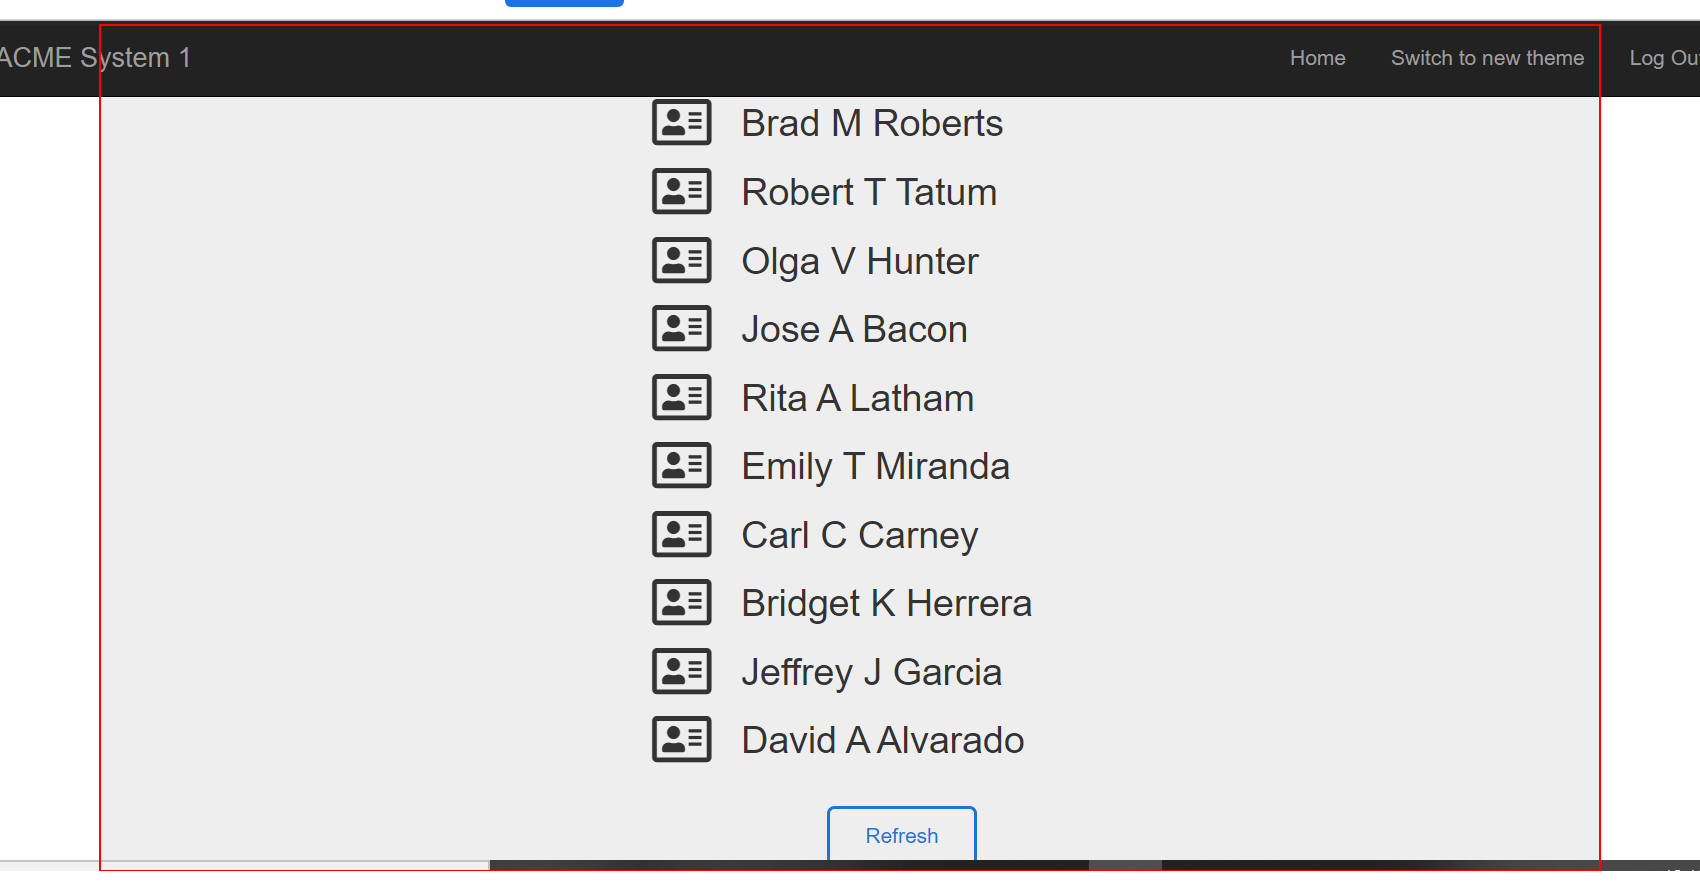 ACME System 1
Home Switch to new theme Log Out
Brad M Roberts
Robert T Tatum
Olga V Hunter
Jose A Bacon
Rita A Latham
Emily T Miranda
Carl C Carney
Bridget K Herrera
Jeffrey J Garcia
David A Alvarado
Refresh